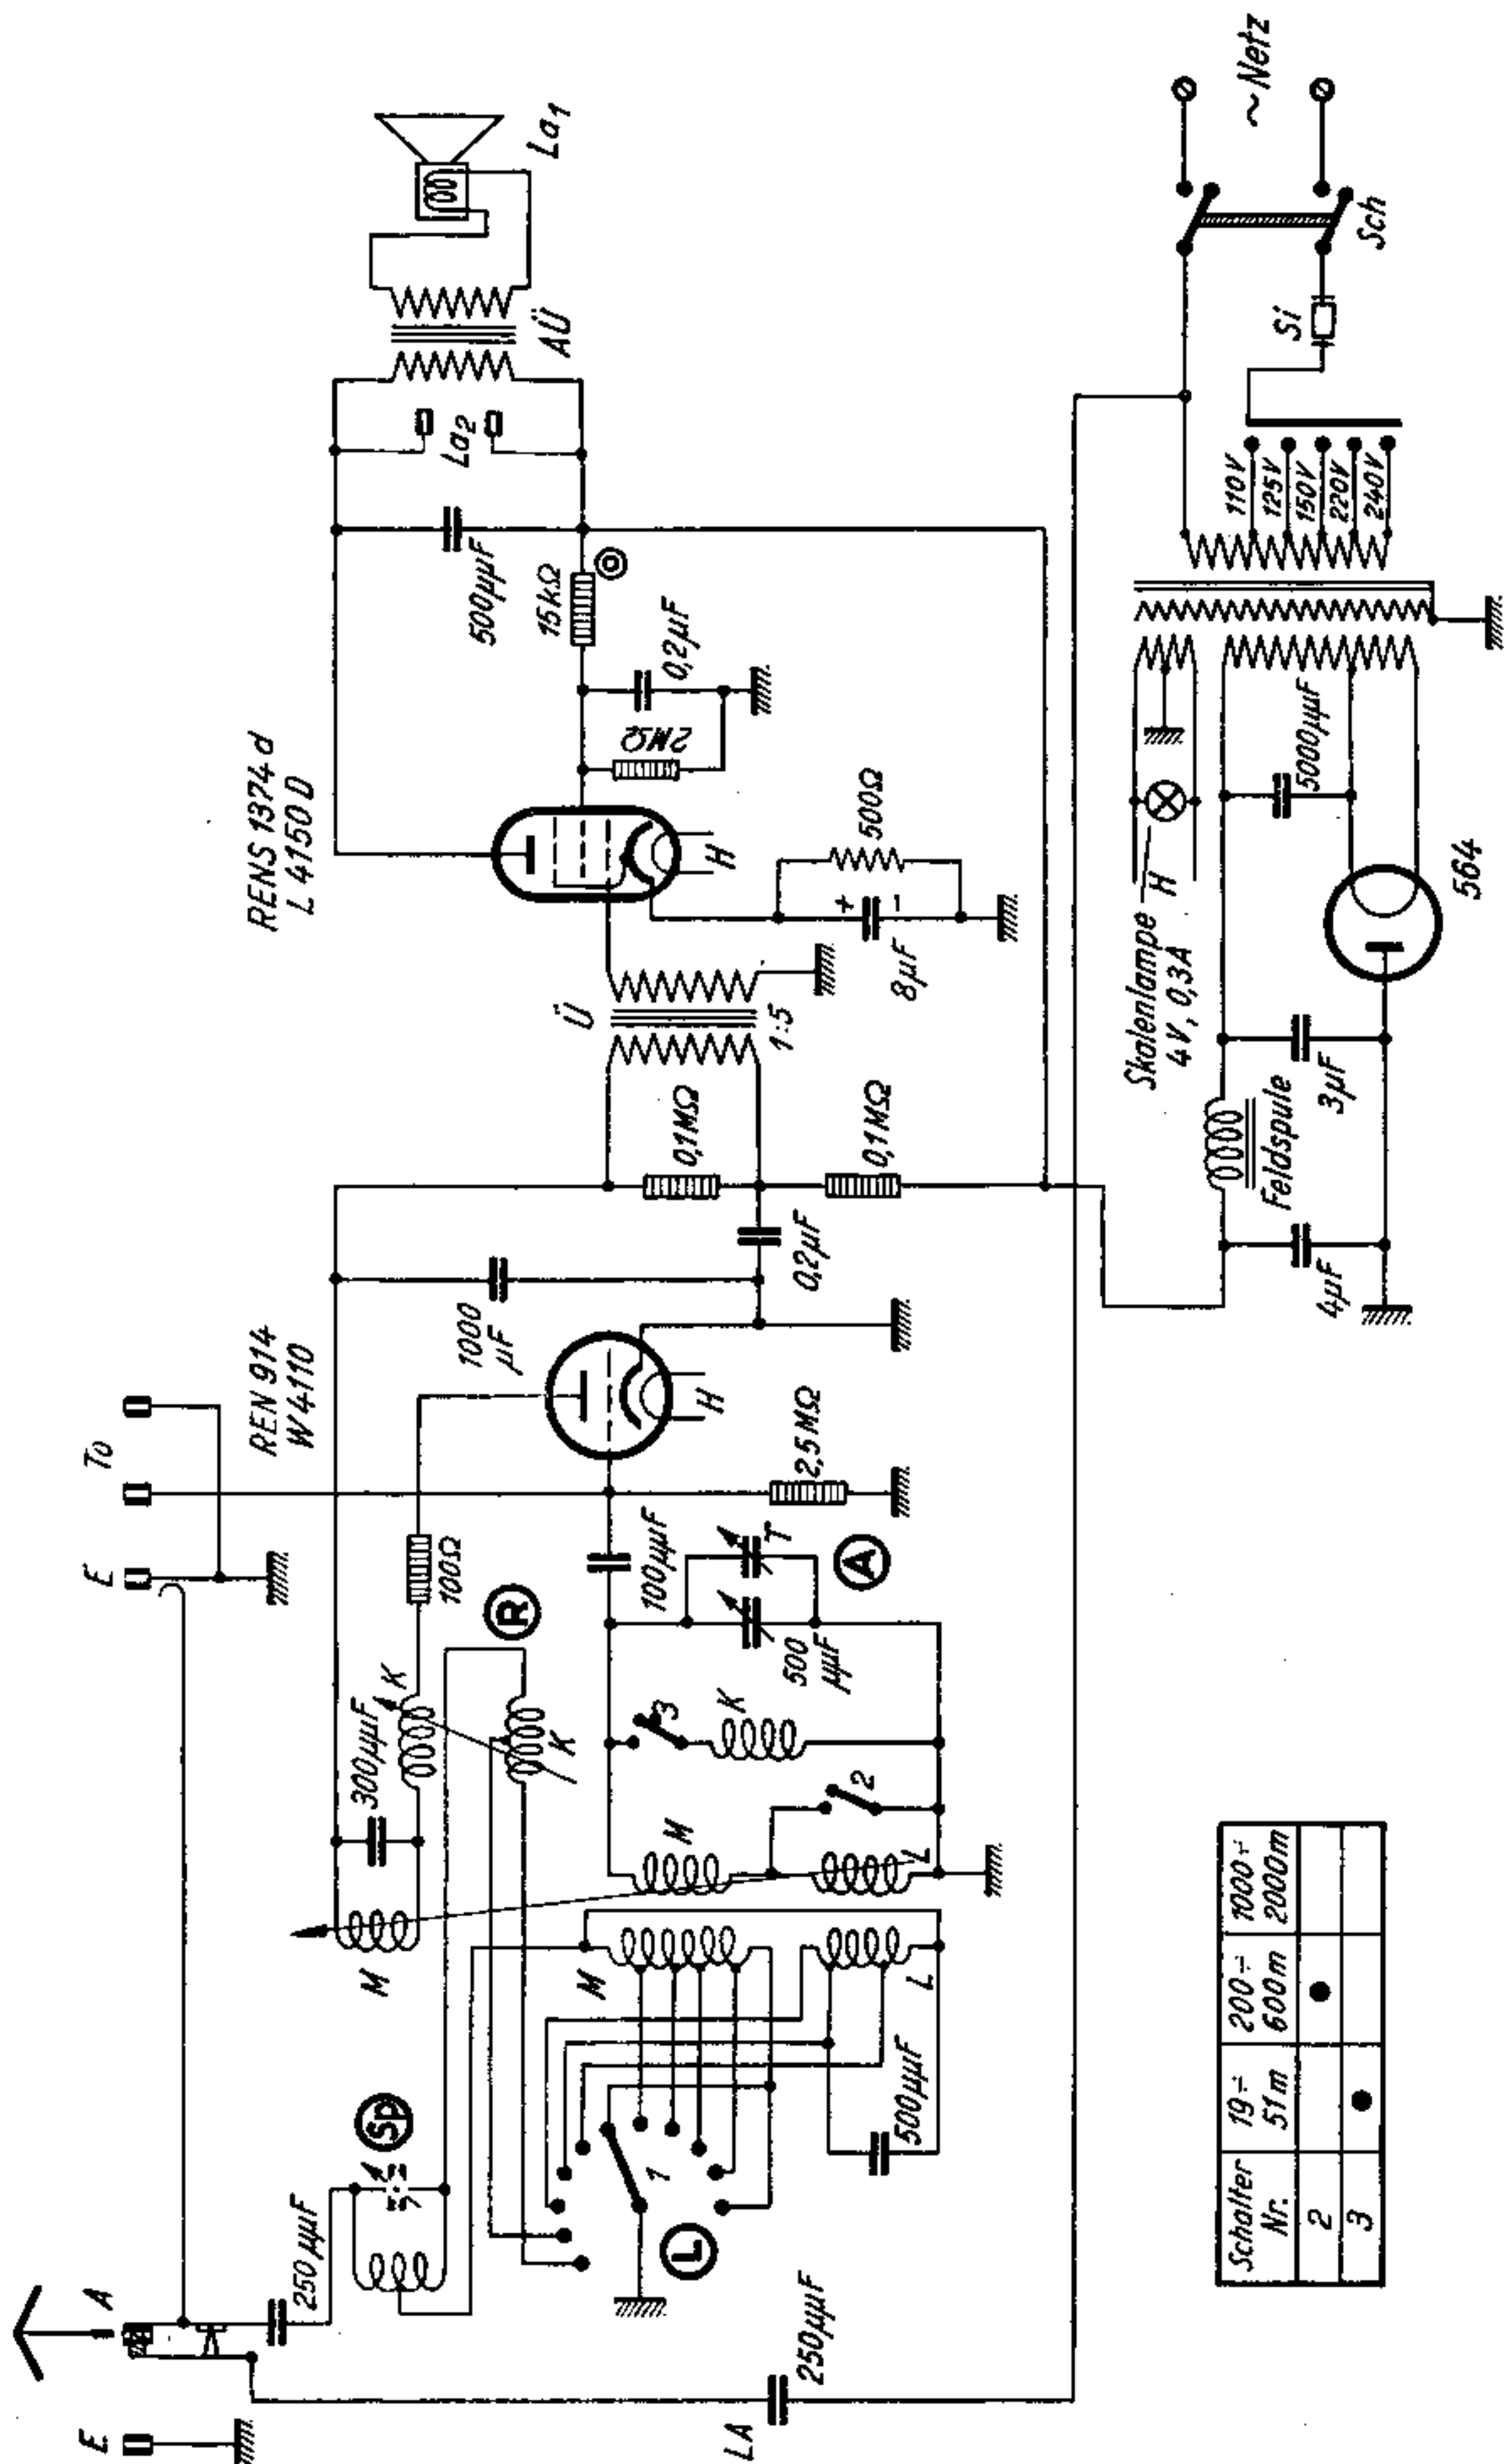 E
A
E
To
REN 914
W4110
RENS 1374 d
L 4150 D
La1
AÜ
La2
500µµF
15kΩ
0,2µF
2MΩ
H
500Ω
+
-
8µF
Ü
1:5
0,1MΩ
0,1MΩ
0,2µF
1000
µF
H
2,5MΩ
100Ω
300µµF
K
M
R
K
100µµF
T
A
500
µµF
3
K
2
M
L
M
L
500µµF
1
L
Sp
250µµF
LA
250µµF
~Netz
Sch
Si
110V
125V
150V
220V
240V
5000µµF
H
Skalenlampe
4V, 0,3A
564
3µF
Feldspule
4µF
Schalter
Nr.
19÷
51m
200÷
600m
1000÷
2000m
2
3